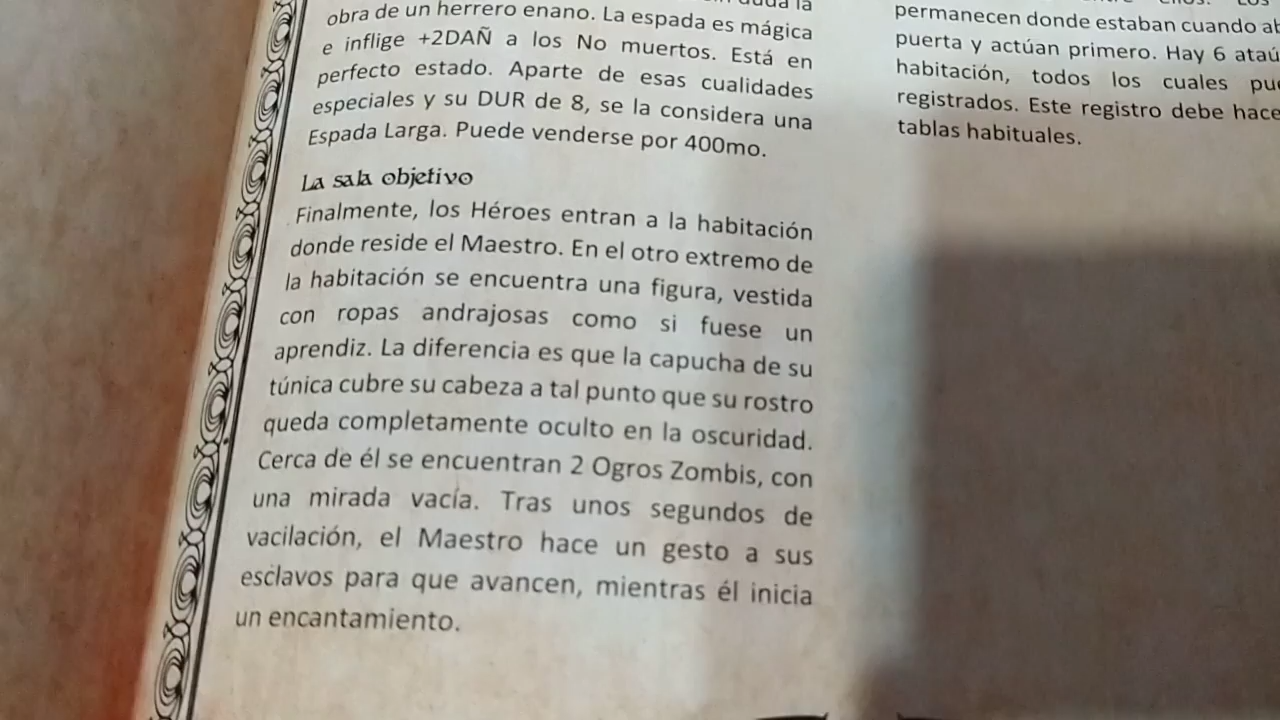 obra de un herrero enano. La espada es mágica
e inflige +2DAÑ a los No muertos. Está en
perfecto estado. Aparte de esas cualidades
especiales y su DUR de 8, se la considera una
Espada Larga. Puede venderse por 400mo.
La sala objetivo
Finalmente, los Héroes entran a la habitación
donde reside el Maestro. En el otro extremo de
la habitación se encuentra una figura, vestida
con ropas andrajosas como si fuese un
aprendiz. La diferencia es que la capucha de su
túnica cubre su cabeza a tal punto que su rostro
queda completamente oculto en la oscuridad.
Cerca de él se encuentran 2 Ogros Zombis, con
una mirada vacía. Tras unos segundos de
vacilación, el Maestro hace un gesto a sus
esclavos para que avancen, mientras él inicia
un encantamiento.
permanecen donde estaban cuando
puerta y actúan primero. Hay 6
habitación, todos los cuales
registrados. Este registro debe
tablas habituales.